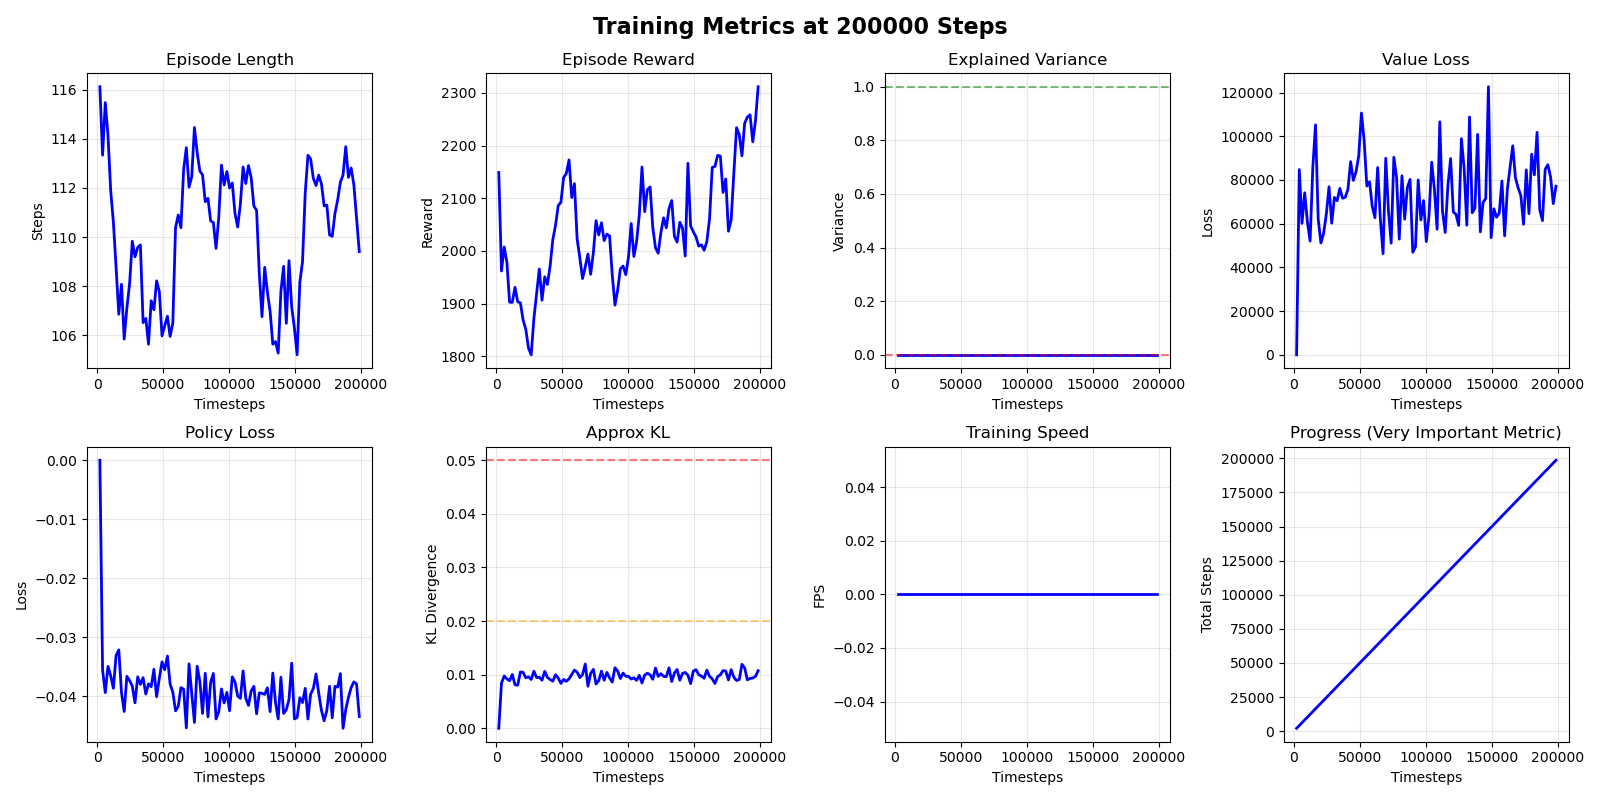 Training Metrics at 200000 Steps
Episode Length
116
114
112
110
108
106
Steps
0 50000 100000 150000 200000
Timesteps
Episode Reward
2300
2200
2100
2000
1900
1800
Reward
0 50000 100000 150000 200000
Timesteps
Explained Variance
1.0
0.8
0.6
0.4
0.2
0.0
Variance
0 50000 100000 150000 200000
Timesteps
Value Loss
120000
100000
80000
60000
40000
20000
0
Loss
0 50000 100000 150000 200000
Timesteps
Policy Loss
0.00
−0.01
−0.02
−0.03
−0.04
Loss
0 50000 100000 150000 200000
Timesteps
Approx KL
0.05
0.04
0.03
0.02
0.01
0.00
KL Divergence
0 50000 100000 150000 200000
Timesteps
Training Speed
0.04
0.02
0.00
−0.02
−0.04
FPS
0 50000 100000 150000 200000
Timesteps
Progress (Very Important Metric)
200000
175000
150000
125000
100000
75000
50000
25000
0
Total Steps
0 50000 100000 150000 200000
Timesteps